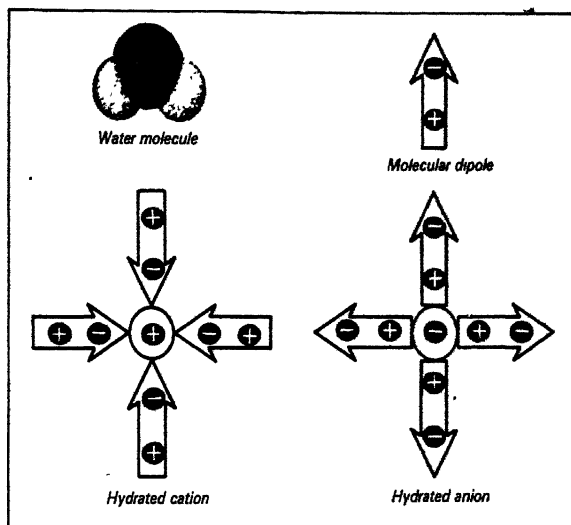 Water molecule
Molecular dipole
Hydrated cation
Hydrated anion